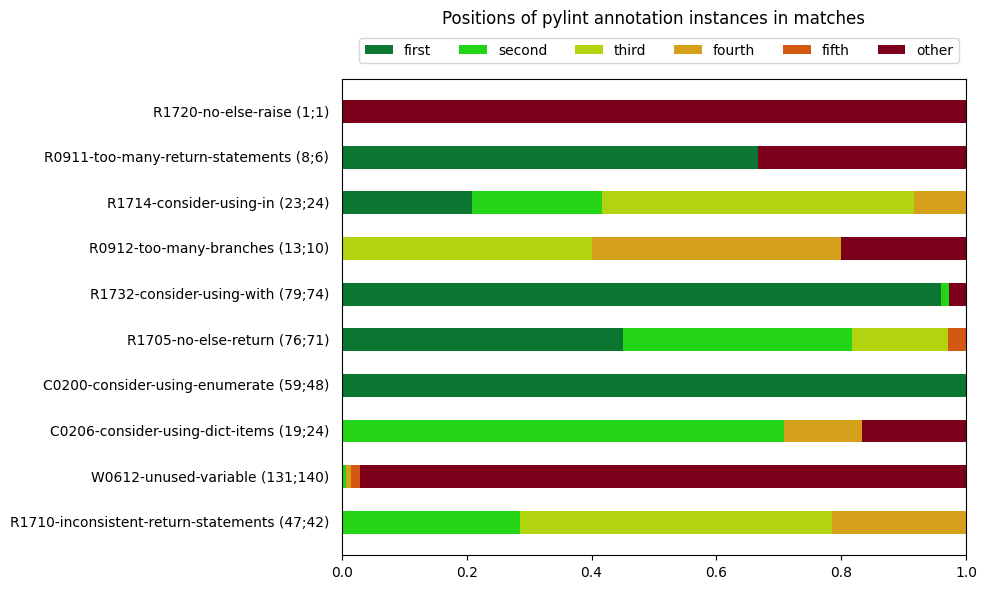 Positions of pylint annotation instances in matches
first second third fourth fifth other
R1720-no-else-raise (1;1)
R0911-too-many-return-statements (8;6)
R1714-consider-using-in (23;24)
R0912-too-many-branches (13;10)
R1732-consider-using-with (79;74)
R1705-no-else-return (76;71)
C0200-consider-using-enumerate (59;48)
C0206-consider-using-dict-items (19;24)
W0612-unused-variable (131;140)
R1710-inconsistent-return-statements (47;42)
0.0 0.2 0.4 0.6 0.8 1.0